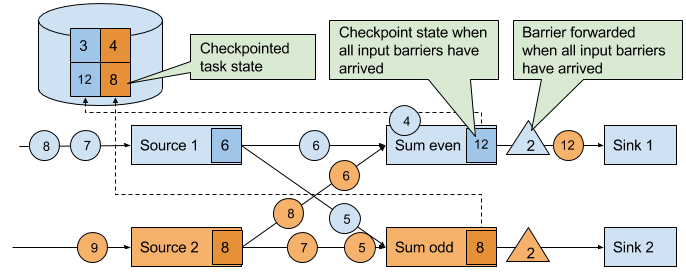 3 4
12 8
Checkpointed
task state
Checkpoint state when
all input barriers have
arrived
Barrier forwarded
when all input barriers
have arrived
4
8 7 Source 1 6 6 Sum even 12 2 12 Sink 1
6
8 5
9 Source 2 8 7 5 Sum odd 8 2 Sink 2